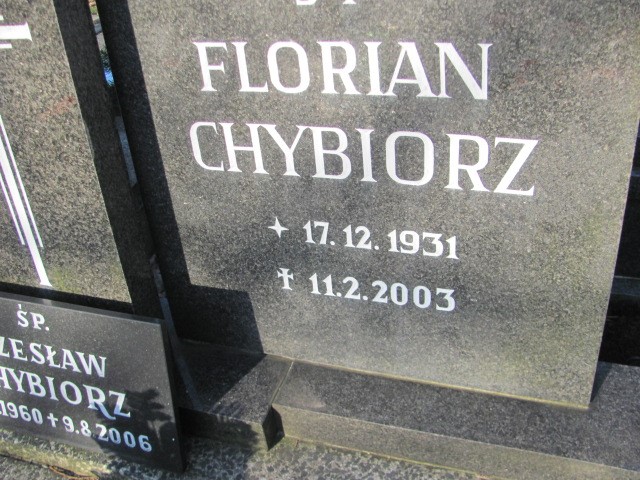 FLORIAN
CHYBIORZ
17.12.1931
11.2.2003
ŚP.
ZESŁAW
HYBIORZ
1960 + 9.8.2006